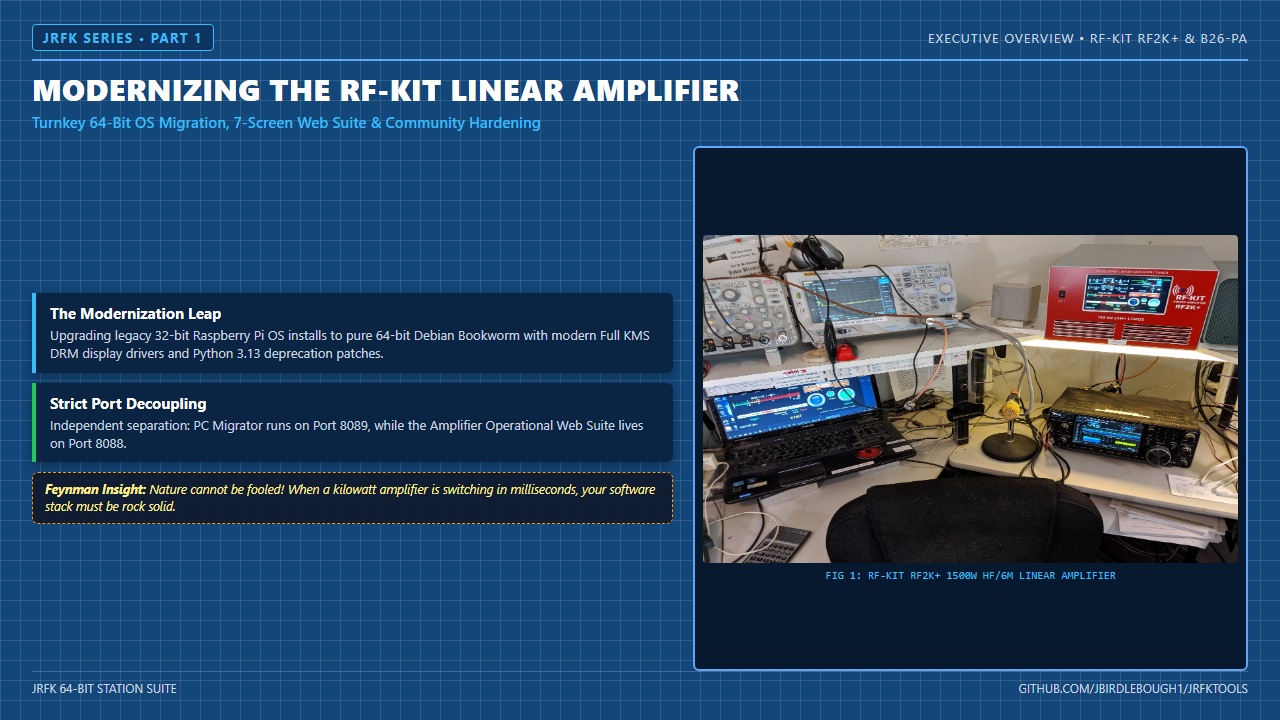 JRFK SERIES • PART 1
EXECUTIVE OVERVIEW • RF-KIT RF2K+ & B26-PA
MODERNIZING THE RF-KIT LINEAR AMPLIFIER
Turnkey 64-Bit OS Migration, 7-Screen Web Suite & Community Hardening
The Modernization Leap
Upgrading legacy 32-bit Raspberry Pi OS installs to pure 64-bit Debian Bookworm with modern Full KMS
DRM display drivers and Python 3.13 deprecation patches.
Strict Port Decoupling
Independent separation: PC Migrator runs on Port 8089, while the Amplifier Operational Web Suite lives
on Port 8088.
Feynman Insight: Nature cannot be fooled! When a kilowatt amplifier is switching in milliseconds, your software
stack must be rock solid.
RF-KIT
RF2K+
FIG 1: RF-KIT RF2K+ 1500W HF/6M LINEAR AMPLIFIER
JRFK 64-BIT STATION SUITE
GITHUB.COM/JBIRDLEBOUGH1/JRFKTOOLS